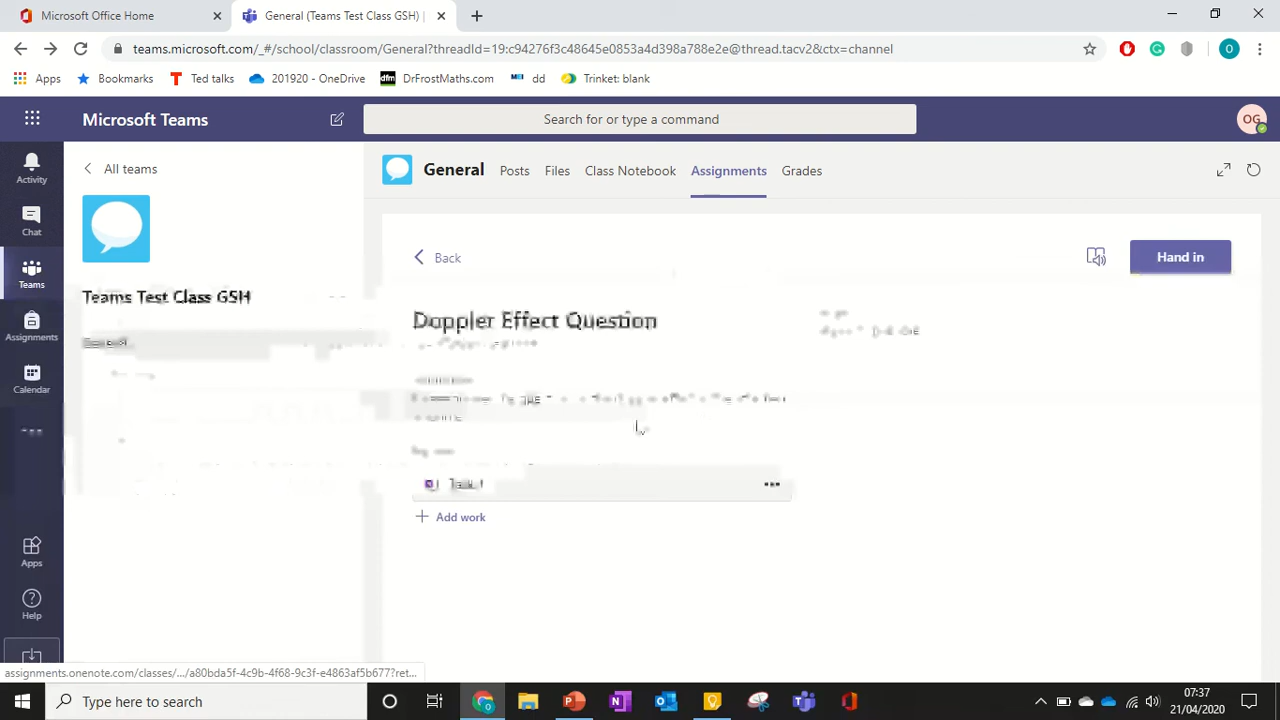 Microsoft Office Home
General (Teams Test Class GSH) |
teams.microsoft.com/_#/school/classroom/General?threadId=19:c94276f3c48645e0853a4d398a788e2e@thread.tacv2&ctx=channel
O
Apps
Bookmarks
Ted talks
201920 - OneDrive
dfm
DrFrostMaths.com
dd
Trinket: blank
Microsoft Teams
Search for or type a command
OG
Activity
Chat
Teams
Assignments
Calendar
Apps
Help
All teams
Teams Test Class GSH
General
General
Posts
Files
Class Notebook
Assignments
Grades
Back
Hand in
Doppler Effect Question
Add work
assignments.onenote.com/classes/.../a80bda5f-4c9b-4f68-9c3f-e4863af5b677?ret...
Type here to search
07:37
21/04/2020